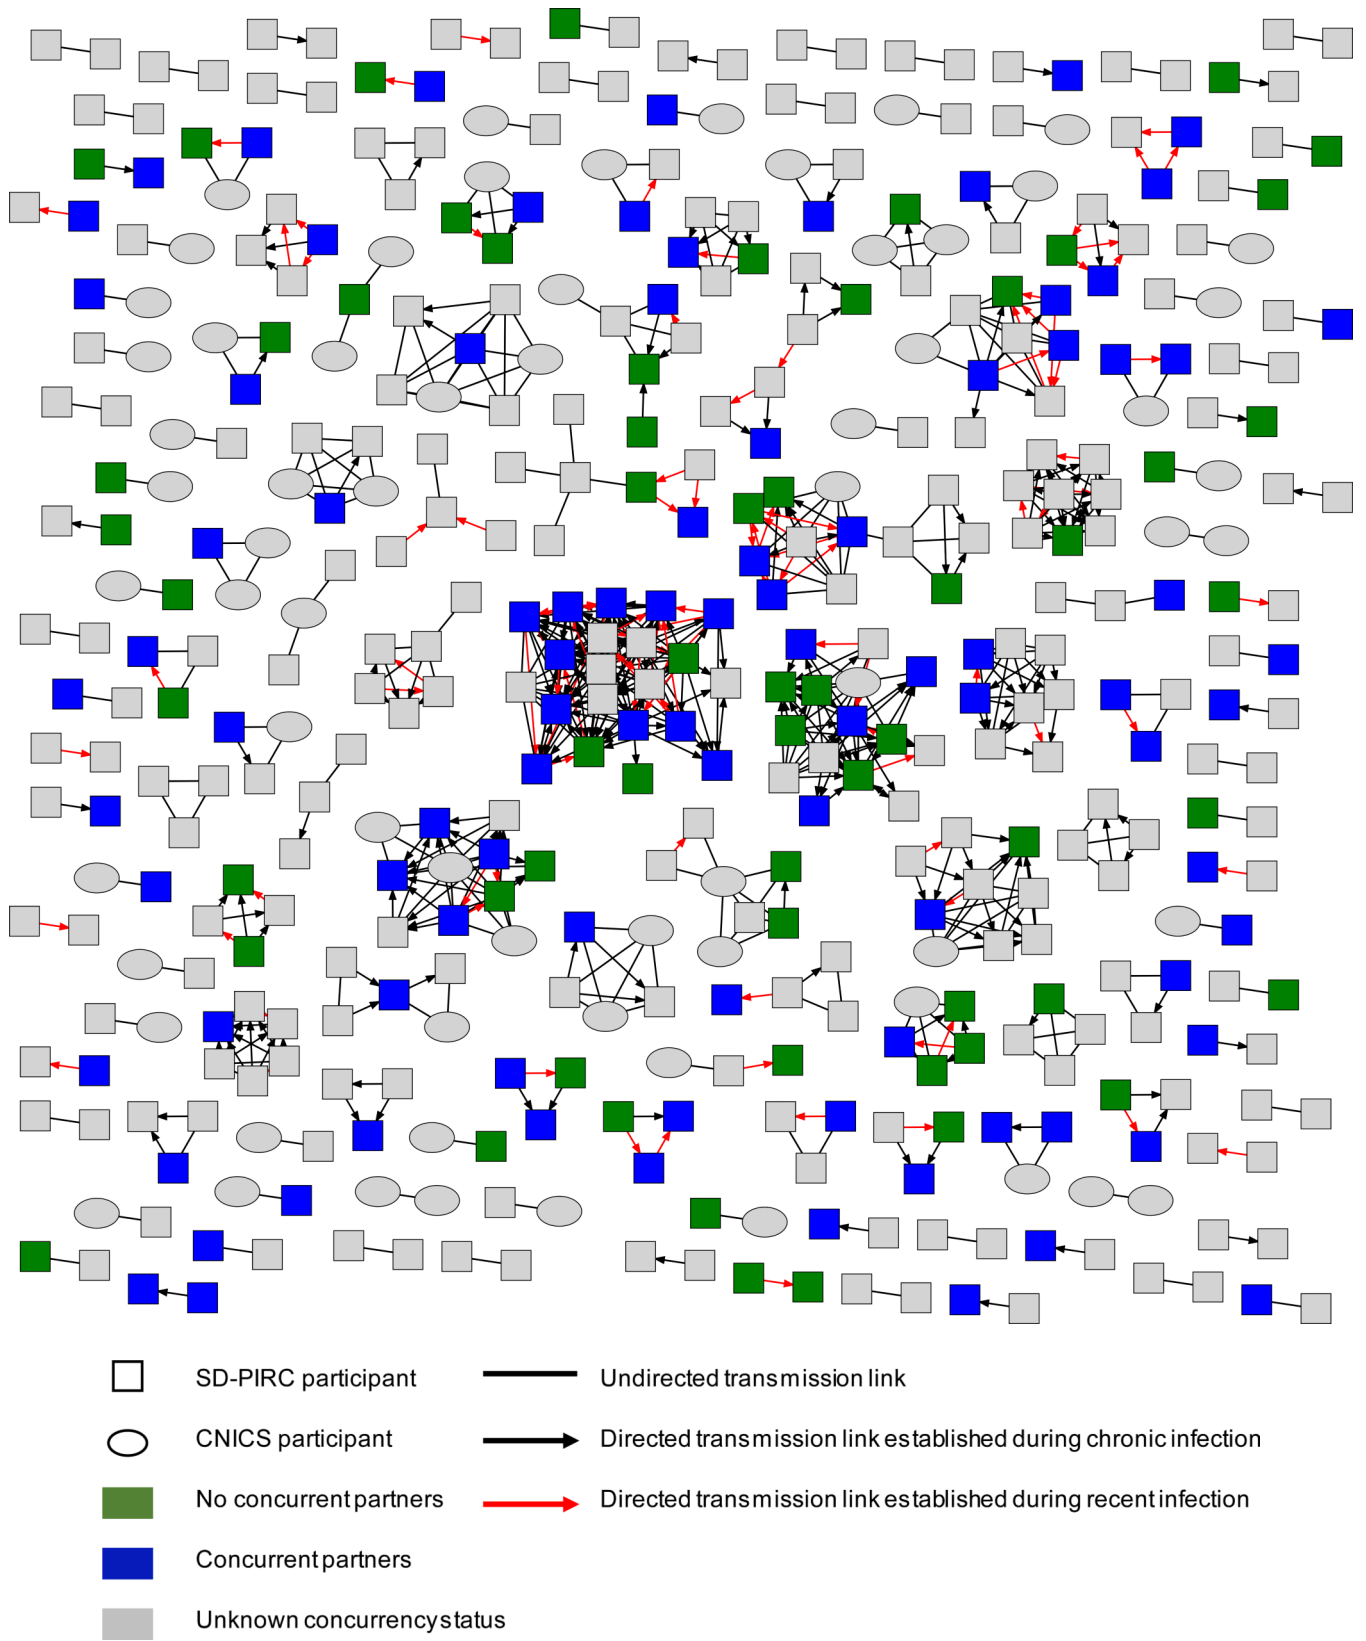 SD-PIRC participant
Undirected transmission link
CNICS participant
Directed transmission link established during chronic infection
No concurrent partners
Directed transmission link established during recent infection
Concurrent partners
Unknown concurrency status